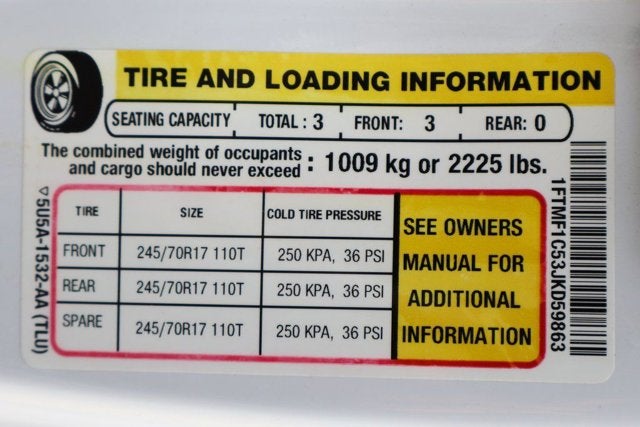 TIRE AND LOADING INFORMATION
SEATING CAPACITY TOTAL : 3 FRONT: 3 REAR: 0
The combined weight of occupants
and cargo should never exceed : 1009 kg or 2225 lbs.
TIRE SIZE COLD TIRE PRESSURE
FRONT 245/70R17 110T 250 KPA, 36 PSI
REAR 245/70R17 110T 250 KPA, 36 PSI
SPARE 245/70R17 110T 250 KPA, 36 PSI
SEE OWNERS
MANUAL FOR
ADDITIONAL
INFORMATION
▽5U5A-1532-AA (TLU)
1FTMF1C53JKD59863